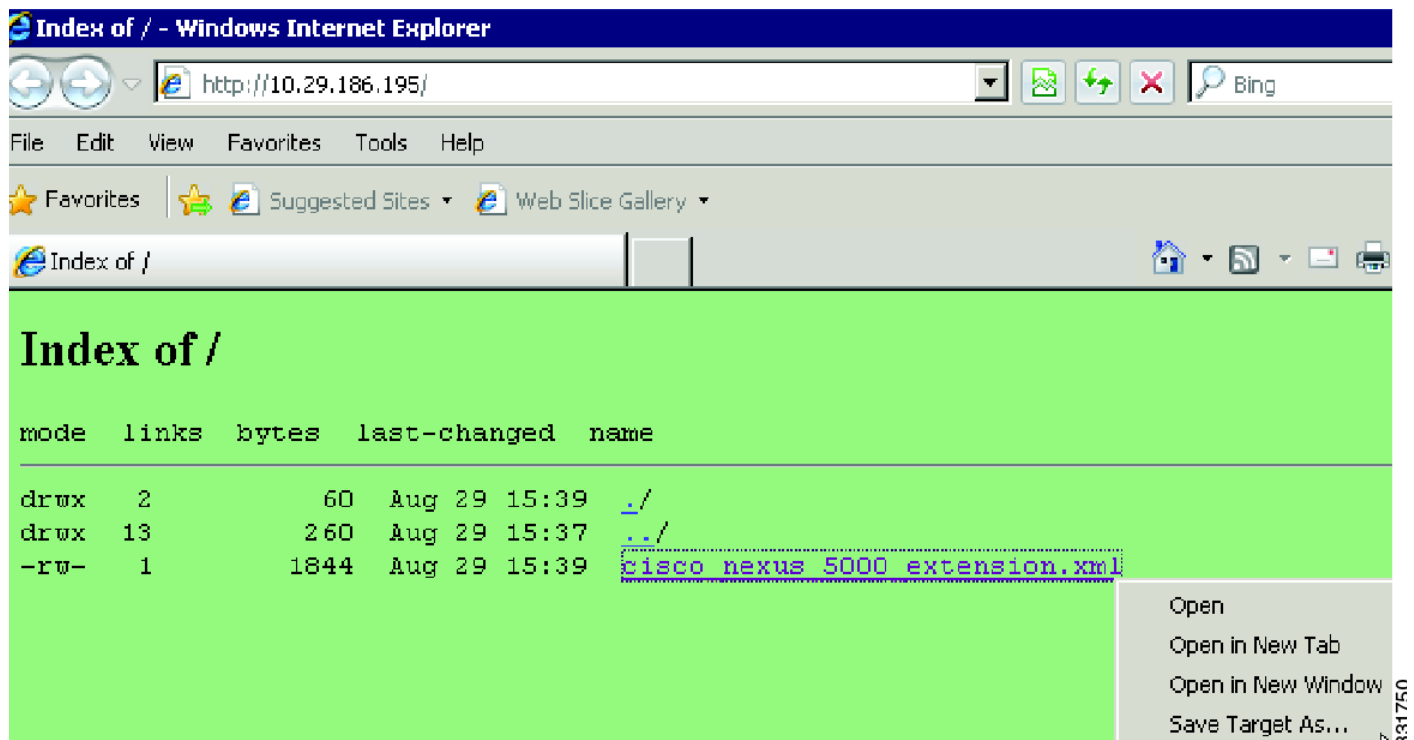 Index of / - Windows Internet Explorer
http://10.29.186.195/
Bing
File Edit View Favorites Tools Help
Favorites Suggested Sites Web Slice Gallery
Index of /
Index of /
mode links bytes last-changed name
drwx 2 60 Aug 29 15:39 ./
drwx 13 260 Aug 29 15:37 ../
-rw- 1 1844 Aug 29 15:39 cisco_nexus_5000_extension.xml
Open
Open in New Tab
Open in New Window
Save Target As...
331750